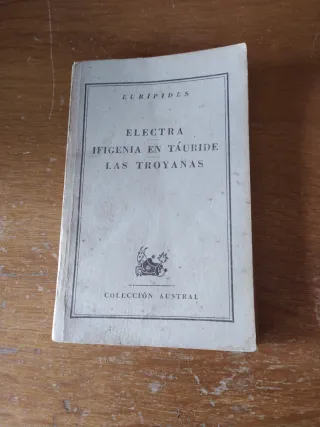 EURÍPIDES
ELECTRA
IFIGENIA EN TÁURIDE
LAS TROYANAS
COLECCIÓN AUSTRAL